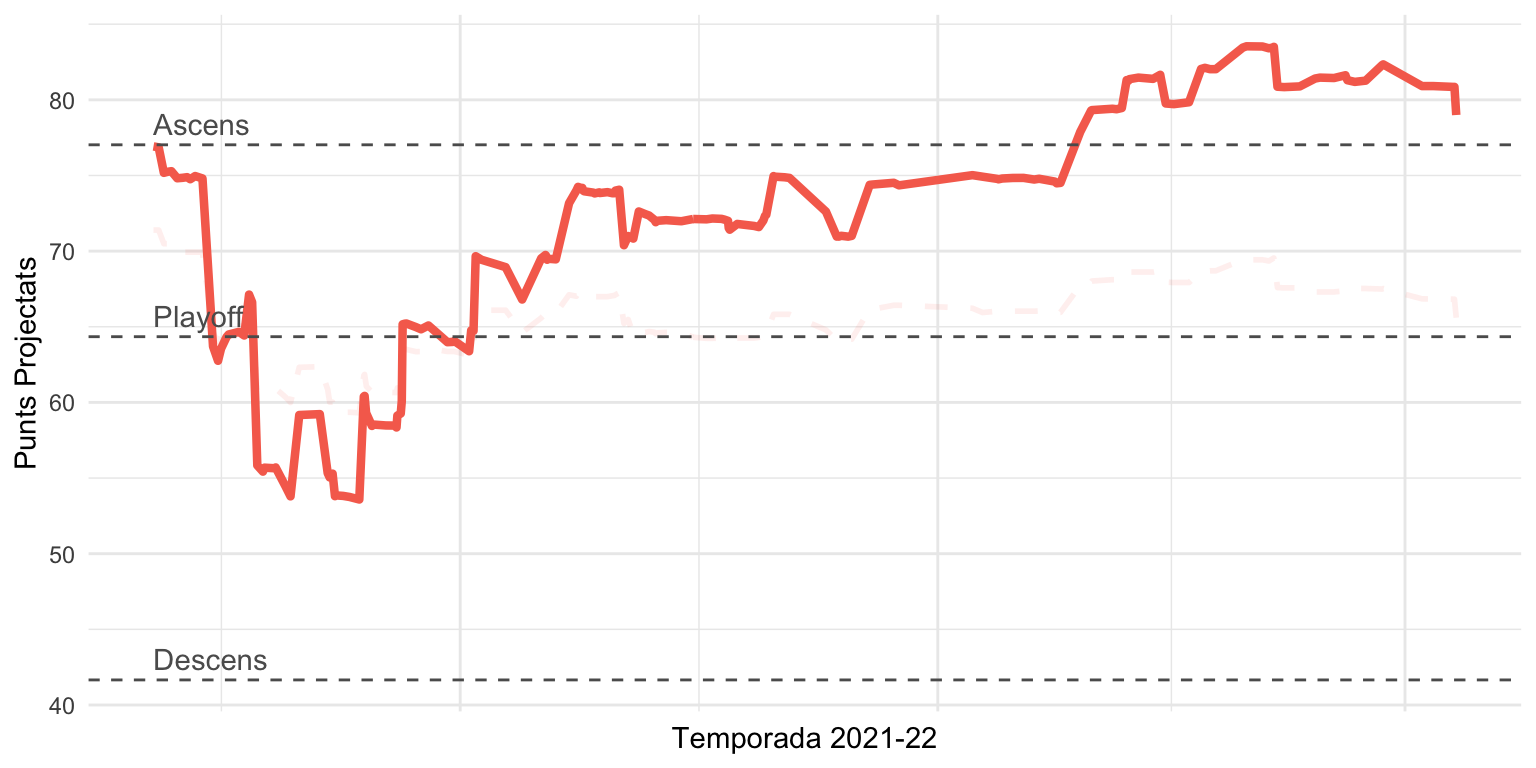 80
70
60
50
40
Punts Projectats
Ascens
Playoff
Descens
Temporada 2021-22